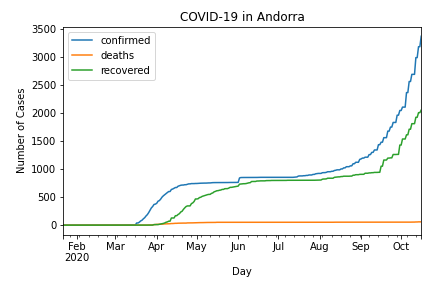 COVID-19 in Andorra
confirmed
deaths
recovered
Number of Cases
3500
3000
2500
2000
1500
1000
500
0
Feb Mar Apr May Jun Jul Aug Sep Oct
2020
Day